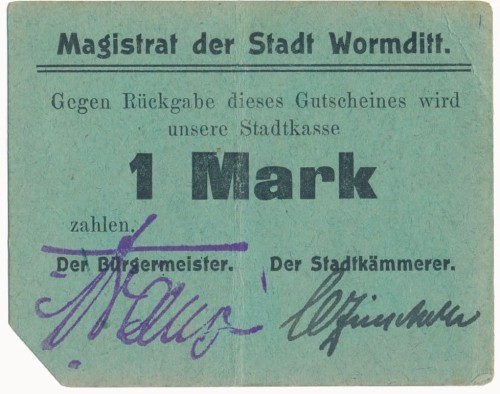 Magistrat der Stadt Wormditt.
Gegen Rückgabe dieses Gutscheines wird
unsere Stadtkasse
1 Mark
zahlen.
Der Bürgermeister. Der Stadtkämmerer.